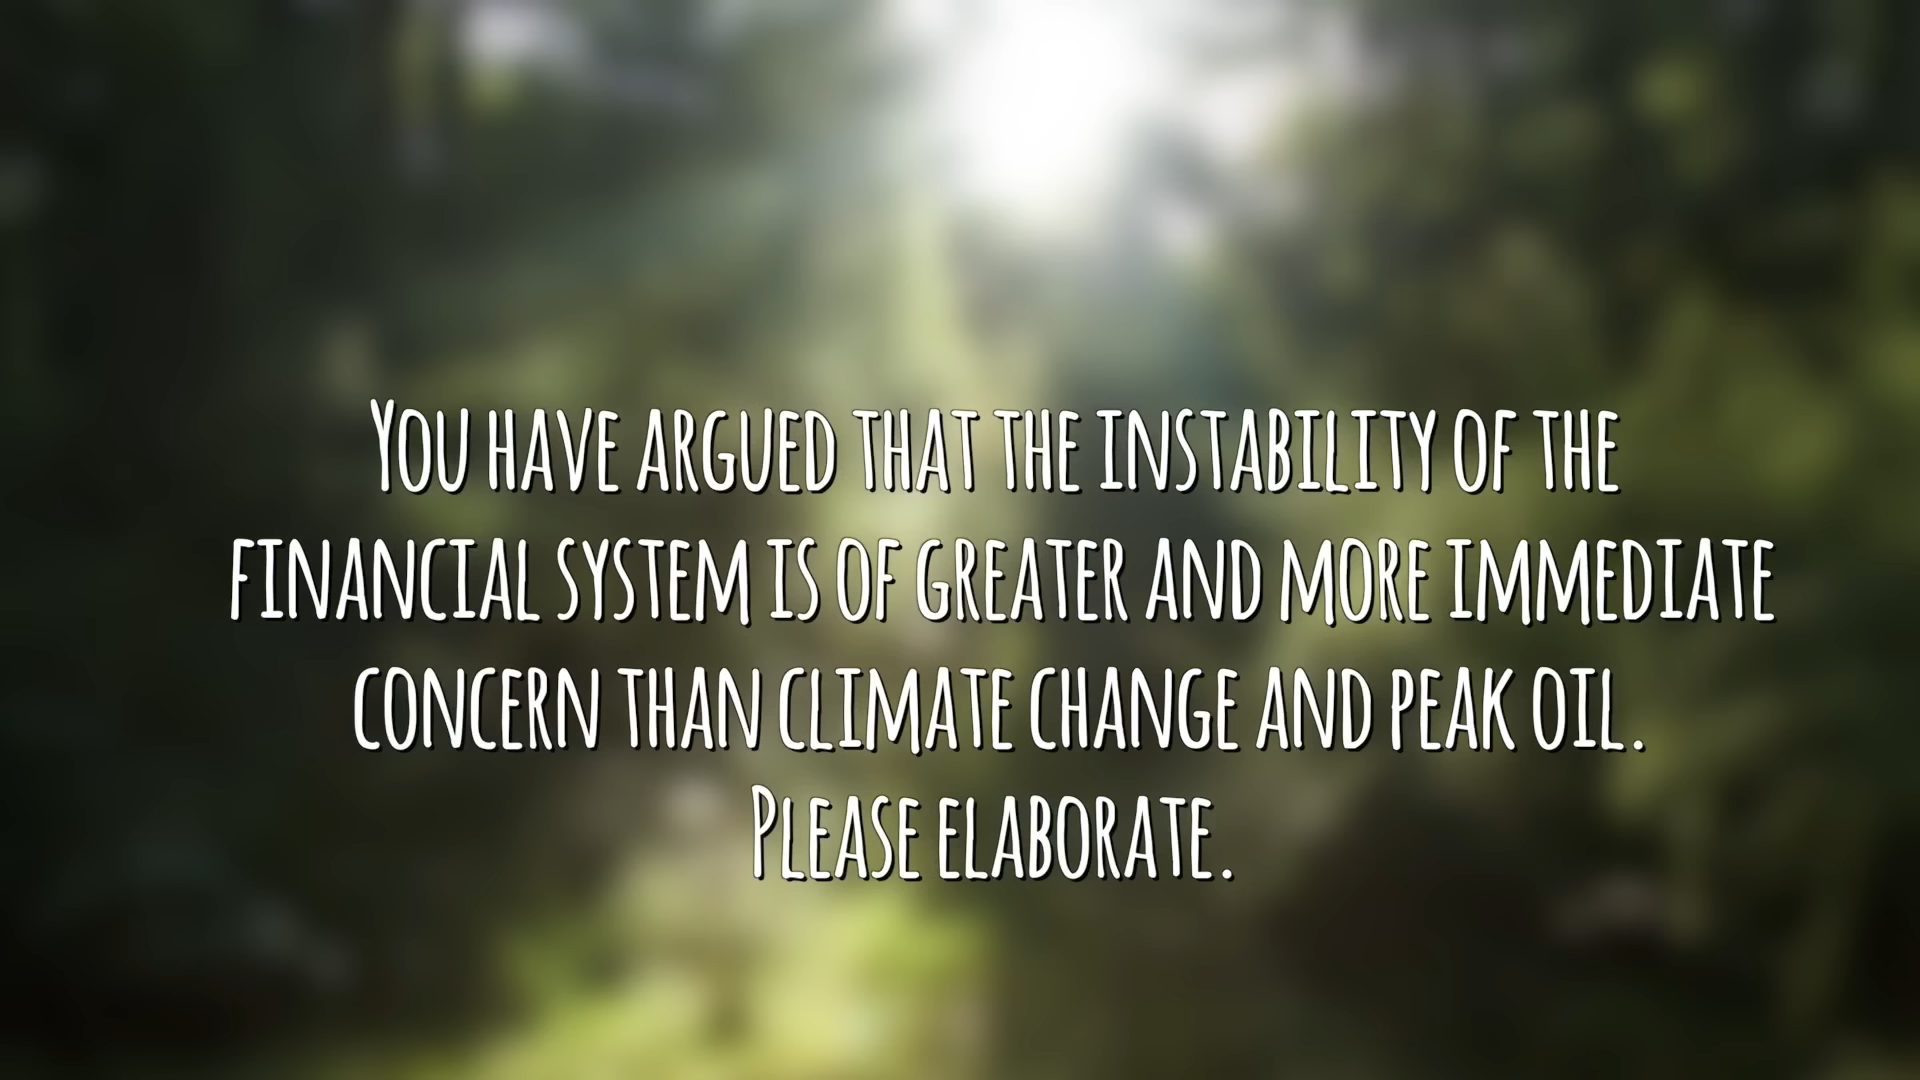 You have argued that the instability of the
financial system is of greater and more immediate
concern than climate change and peak oil.
Please elaborate.